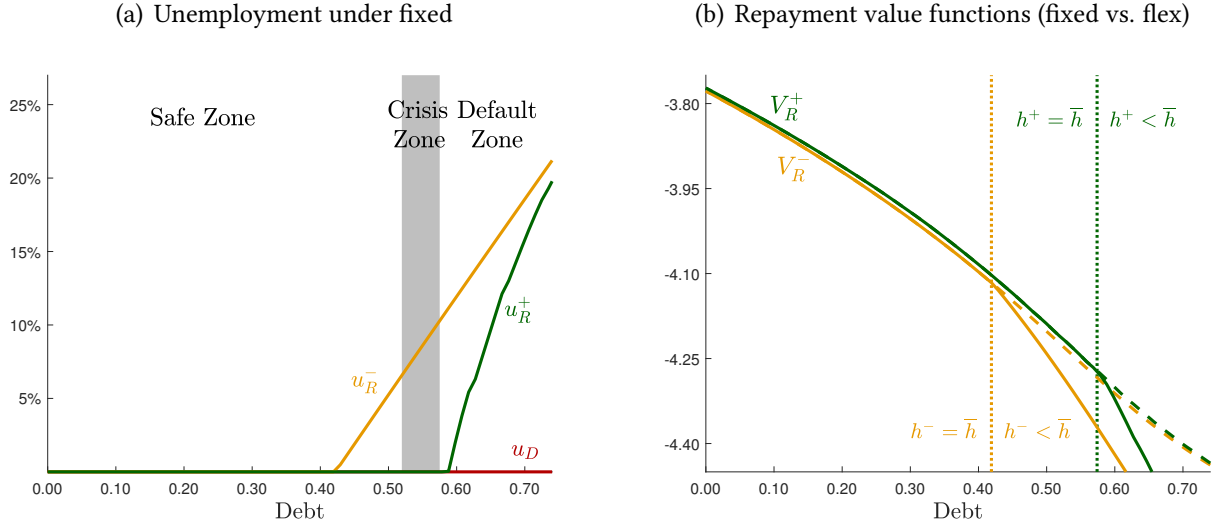 (a) Unemployment under fixed
25%
20%
15%
10%
5%
Safe Zone
Crisis
Zone
Default
Zone
u_R^-
u_R^+
u_D
0.00 0.10 0.20 0.30 0.40 0.50 0.60 0.70
Debt
(b) Repayment value functions (fixed vs. flex)
-3.80
-3.95
-4.10
-4.25
-4.40
V_R^+
V_R^-
h^+ = h̅
h^+ < h̅
h^- = h̅
h^- < h̅
0.00 0.10 0.20 0.30 0.40 0.50 0.60 0.70
Debt